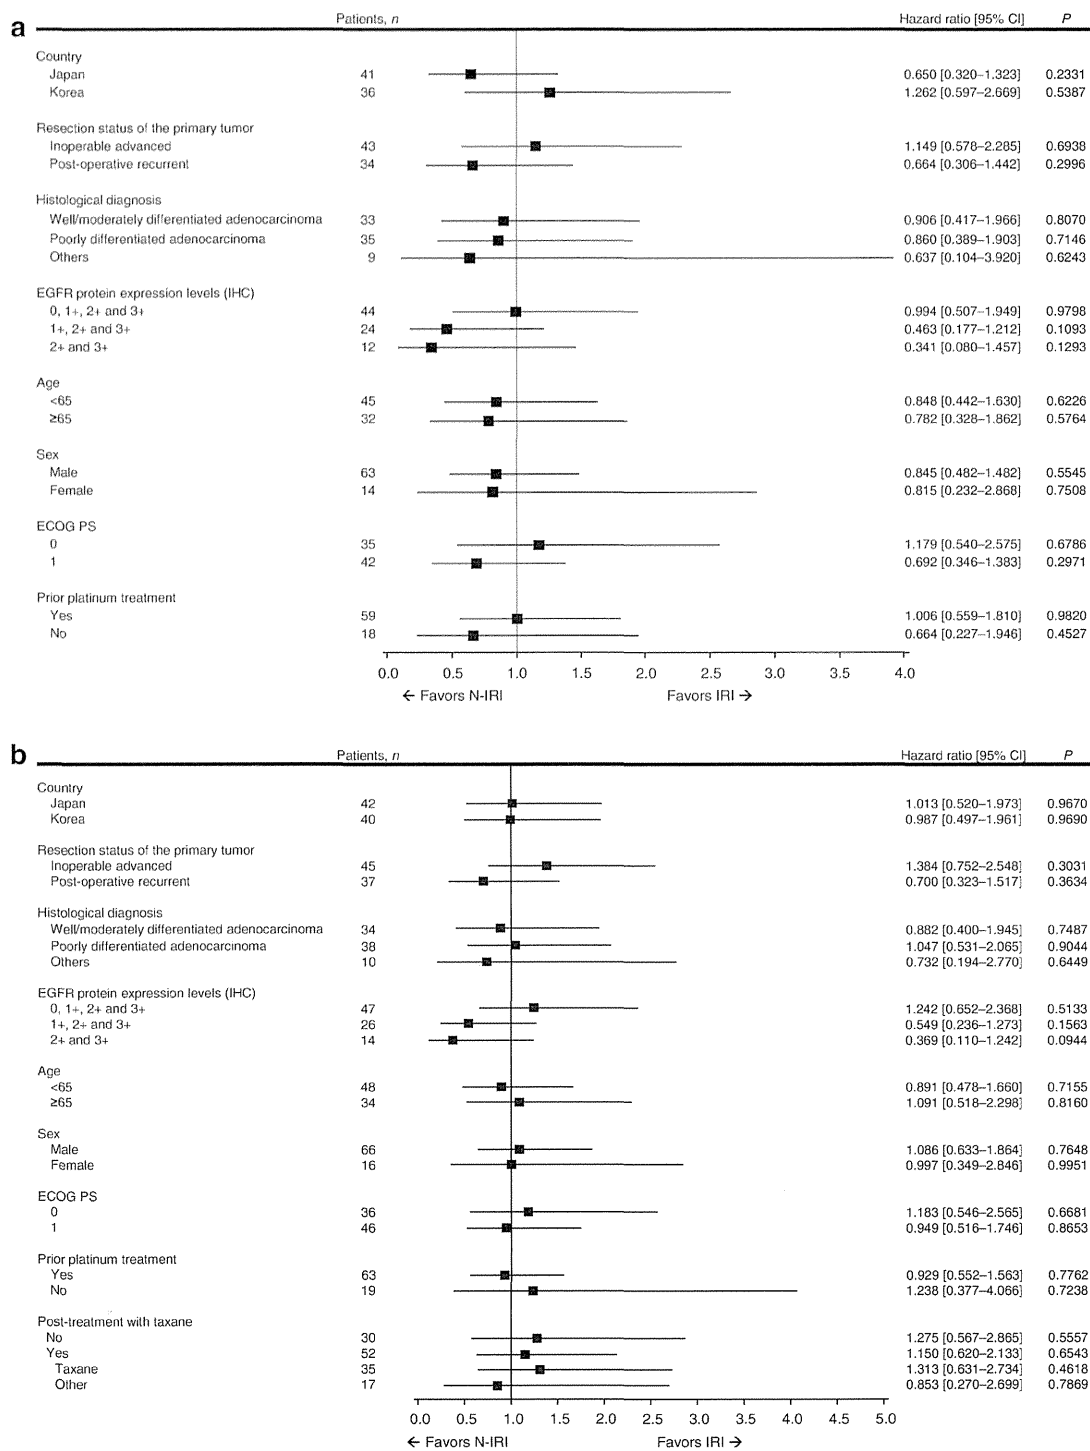 a
Patients, n Hazard ratio [95% CI] P
Country
Japan 41 0.650 [0.320–1.323] 0.2331
Korea 36 1.262 [0.597–2.669] 0.5387
Resection status of the primary tumor
Inoperable advanced 43 1.149 [0.578–2.285] 0.6938
Post-operative recurrent 34 0.664 [0.306–1.442] 0.2996
Histological diagnosis
Well/moderately differentiated adenocarcinoma 33 0.906 [0.417–1.966] 0.8070
Poorly differentiated adenocarcinoma 35 0.860 [0.389–1.903] 0.7146
Others 9 0.637 [0.104–3.920] 0.6243
EGFR protein expression levels (IHC)
0, 1+, 2+ and 3+ 44 0.994 [0.507–1.949] 0.9798
1+, 2+ and 3+ 24 0.463 [0.177–1.212] 0.1093
2+ and 3+ 12 0.341 [0.080–1.457] 0.1293
Age
<65 45 0.848 [0.442–1.630] 0.6226
≥65 32 0.782 [0.328–1.862] 0.5764
Sex
Male 63 0.845 [0.482–1.482] 0.5545
Female 14 0.815 [0.232–2.868] 0.7508
ECOG PS
0 35 1.179 [0.540–2.575] 0.6786
1 42 0.692 [0.346–1.383] 0.2971
Prior platinum treatment
Yes 59 1.006 [0.559–1.810] 0.9820
No 18 0.664 [0.227–1.946] 0.4527
0.0 0.5 1.0 1.5 2.0 2.5 3.0 3.5 4.0
← Favors N-IRI Favors IRI →
b
Patients, n Hazard ratio [95% CI] P
Country
Japan 42 1.013 [0.520–1.973] 0.9670
Korea 40 0.987 [0.497–1.961] 0.9690
Resection status of the primary tumor
Inoperable advanced 45 1.384 [0.752–2.548] 0.3031
Post-operative recurrent 37 0.700 [0.323–1.517] 0.3634
Histological diagnosis
Well/moderately differentiated adenocarcinoma 34 0.882 [0.400–1.945] 0.7487
Poorly differentiated adenocarcinoma 38 1.047 [0.531–2.065] 0.9044
Others 10 0.732 [0.194–2.770] 0.6449
EGFR protein expression levels (IHC)
0, 1+, 2+ and 3+ 47 1.242 [0.652–2.368] 0.5133
1+, 2+ and 3+ 26 0.549 [0.236–1.273] 0.1563
2+ and 3+ 14 0.369 [0.110–1.242] 0.0944
Age
<65 48 0.891 [0.478–1.660] 0.7155
≥65 34 1.091 [0.518–2.298] 0.8160
Sex
Male 66 1.086 [0.633–1.864] 0.7648
Female 16 0.997 [0.349–2.846] 0.9951
ECOG PS
0 36 1.183 [0.546–2.565] 0.6681
1 46 0.949 [0.516–1.746] 0.8653
Prior platinum treatment
Yes 63 0.929 [0.552–1.563] 0.7762
No 19 1.238 [0.377–4.066] 0.7238
Post-treatment with taxane
No 30 1.275 [0.567–2.865] 0.5557
Yes 52 1.150 [0.620–2.133] 0.6543
Taxane 35 1.313 [0.631–2.734] 0.4618
Other 17 0.853 [0.270–2.699] 0.7869
0.0 0.5 1.0 1.5 2.0 2.5 3.0 3.5 4.0 4.5 5.0
← Favors N-IRI Favors IRI →